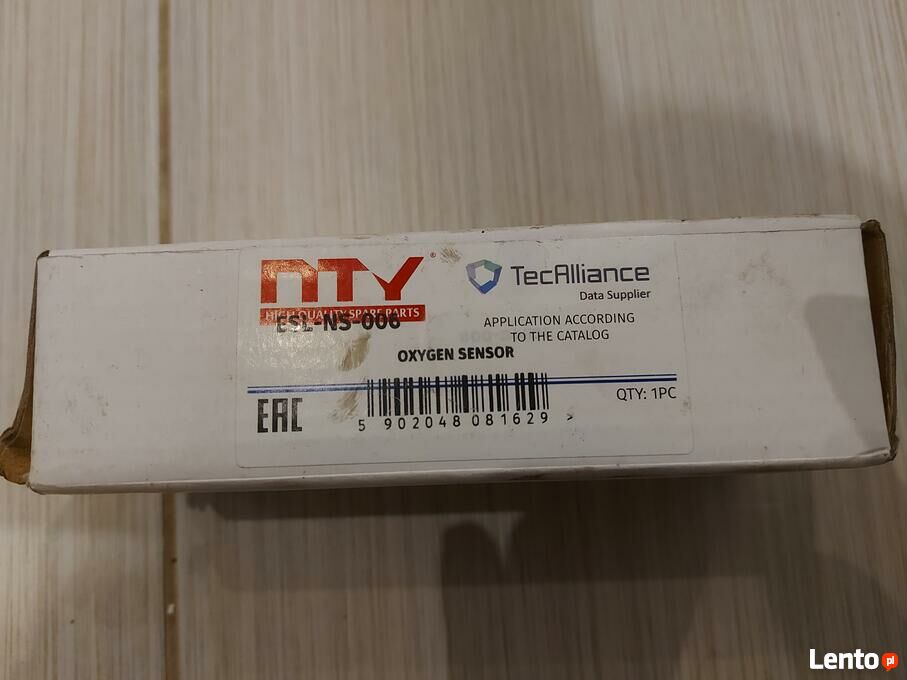 NTY®
HIGH QUALITY SPARE PARTS
ESL-NS-006
TecAlliance
Data Supplier
APPLICATION ACCORDING
TO THE CATALOG
OXYGEN SENSOR
QTY: 1PC
EAC
5 902048 081629 >
Lento pl